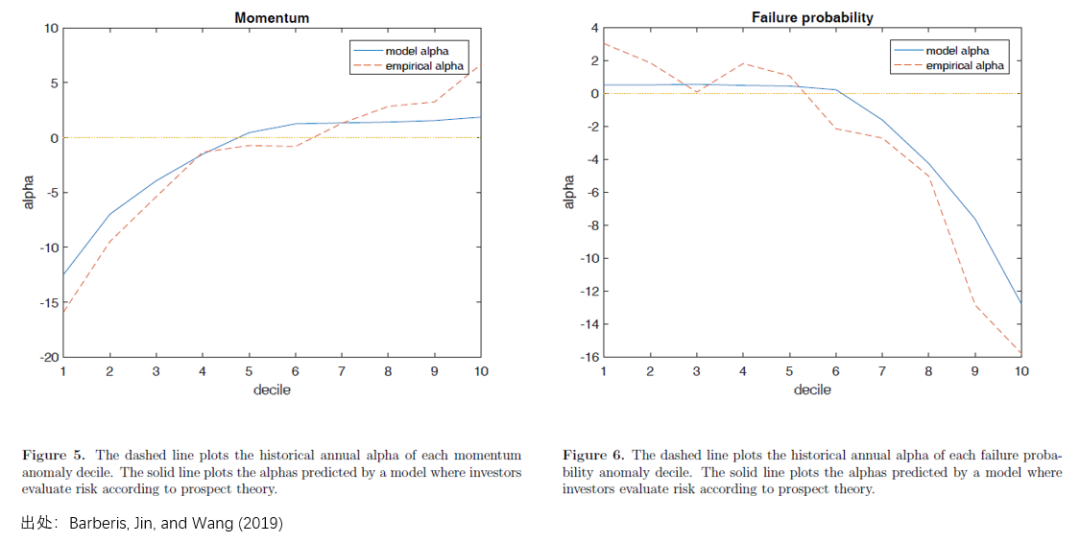 Momentum
model alpha
empirical alpha
10
5
0
-5
-10
-15
-20
alpha
1 2 3 4 5 6 7 8 9 10
decile
Figure 5. The dashed line plots the historical annual alpha of each momentum
anomaly decile. The solid line plots the alphas predicted by a model where investors
evaluate risk according to prospect theory.
Failure probability
model alpha
empirical alpha
4
2
0
-2
-4
-6
-8
-10
-12
-14
-16
alpha
1 2 3 4 5 6 7 8 9 10
decile
Figure 6. The dashed line plots the historical annual alpha of each failure proba-
bility anomaly decile. The solid line plots the alphas predicted by a model where
investors evaluate risk according to prospect theory.
出处：Barberis, Jin, and Wang (2019)